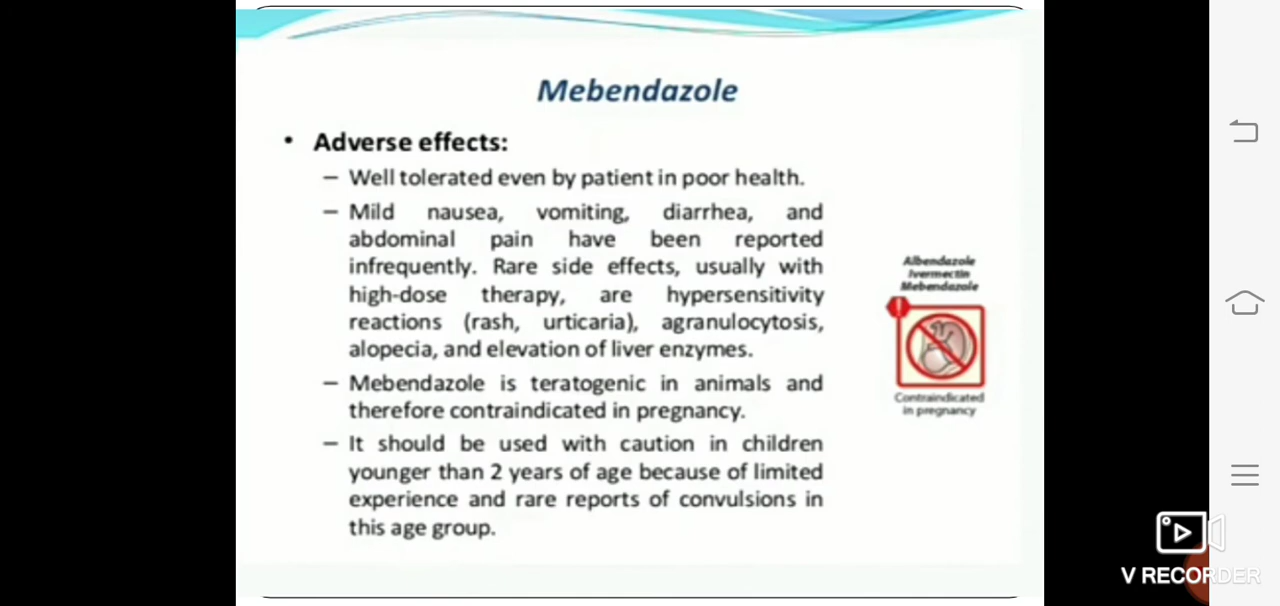 Mebendazole
• Adverse effects:
– Well tolerated even by patient in poor health.
– Mild nausea, vomiting, diarrhea, and
abdominal pain have been reported
infrequently. Rare side effects, usually with
high-dose therapy, are hypersensitivity
reactions (rash, urticaria), agranulocytosis,
alopecia, and elevation of liver enzymes.
– Mebendazole is teratogenic in animals and
therefore contraindicated in pregnancy.
– It should be used with caution in children
younger than 2 years of age because of limited
experience and rare reports of convulsions in
this age group.
Albendazole
Ivermectin
Mebendazole
!
Contraindicated
in pregnancy
V RECORDER